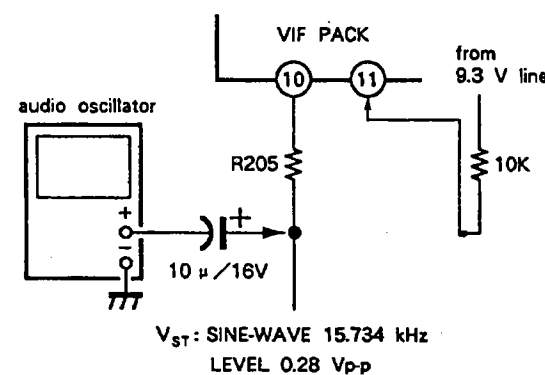 VIF PACK
10
11
from
9.3 V line
audio oscillator
R205
10K
+
+
−
10 μ/16V
V_ST: SINE-WAVE 15.734 kHz
LEVEL 0.28 Vp-p